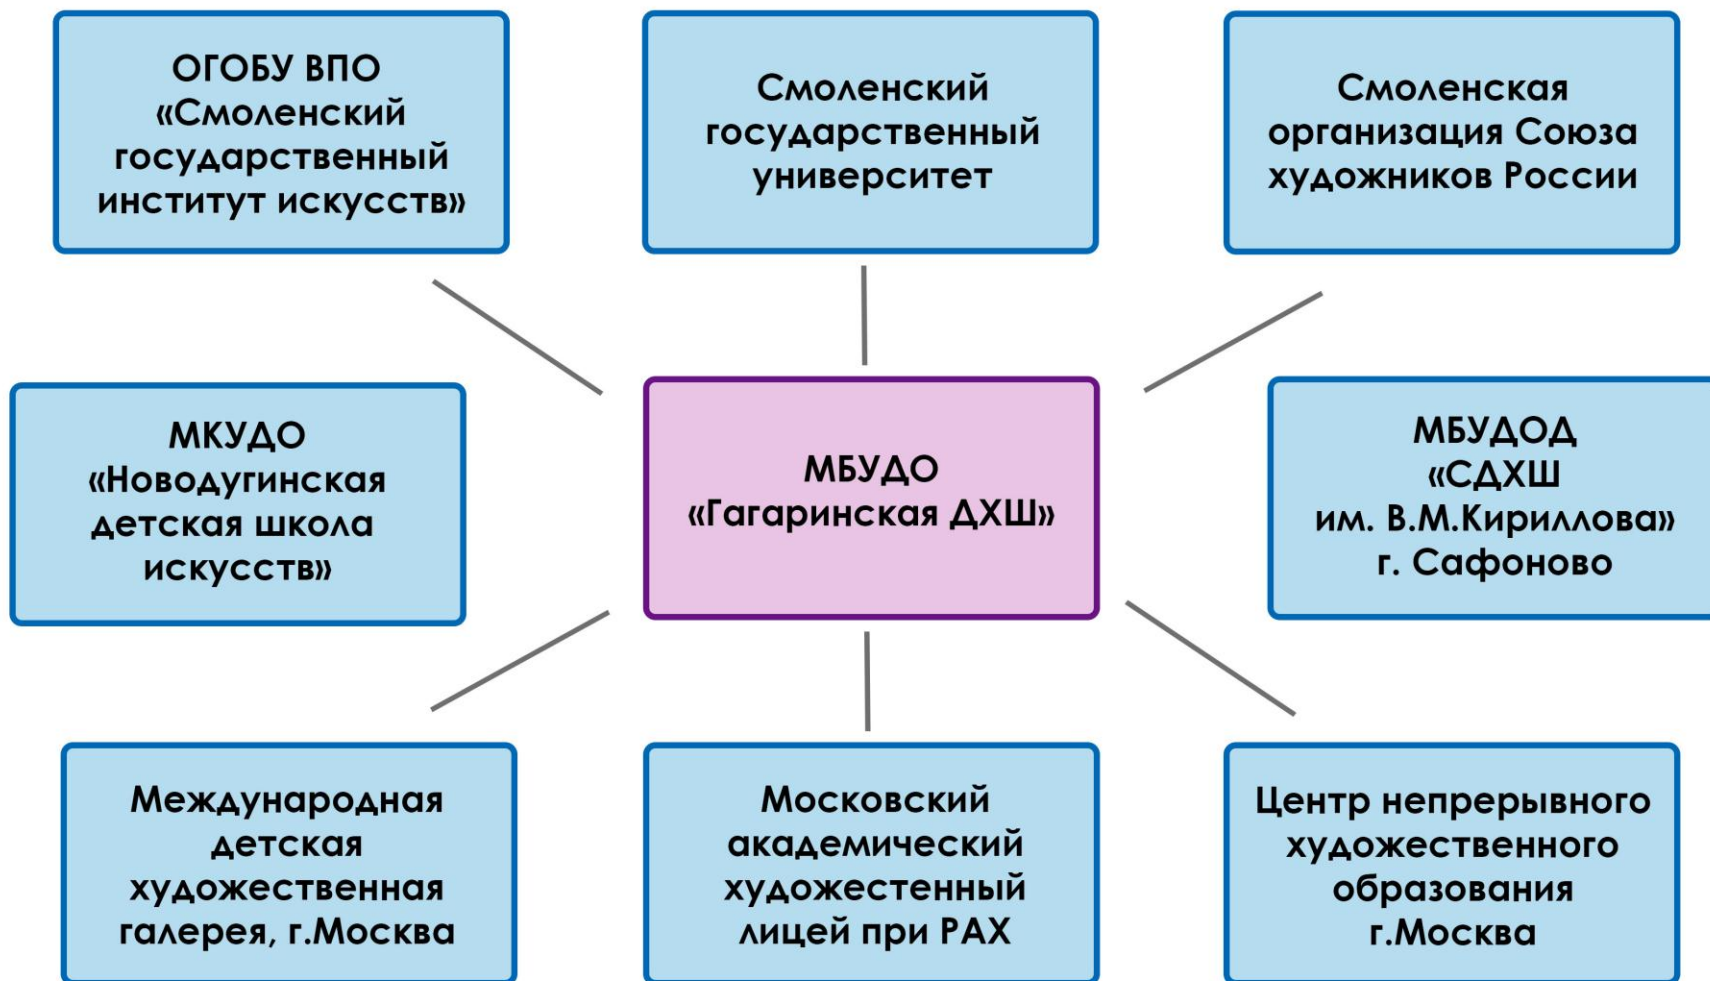 ОГОБУ ВПО
«Смоленский
государственный
институт искусств»
Смоленский
государственный
университет
Смоленская
организация Союза
художников России
МКУДО
«Новодугинская
детская школа
искусств»
МБУДО
«Гагаринская ДХШ»
МБУДОД
«СДХШ
им. В.М.Кириллова»
г. Сафоново
Международная
детская
художественная
галерея, г.Москва
Московский
академический
художестенный
лицей при РАХ
Центр непрерывного
художественного
образования
г.Москва